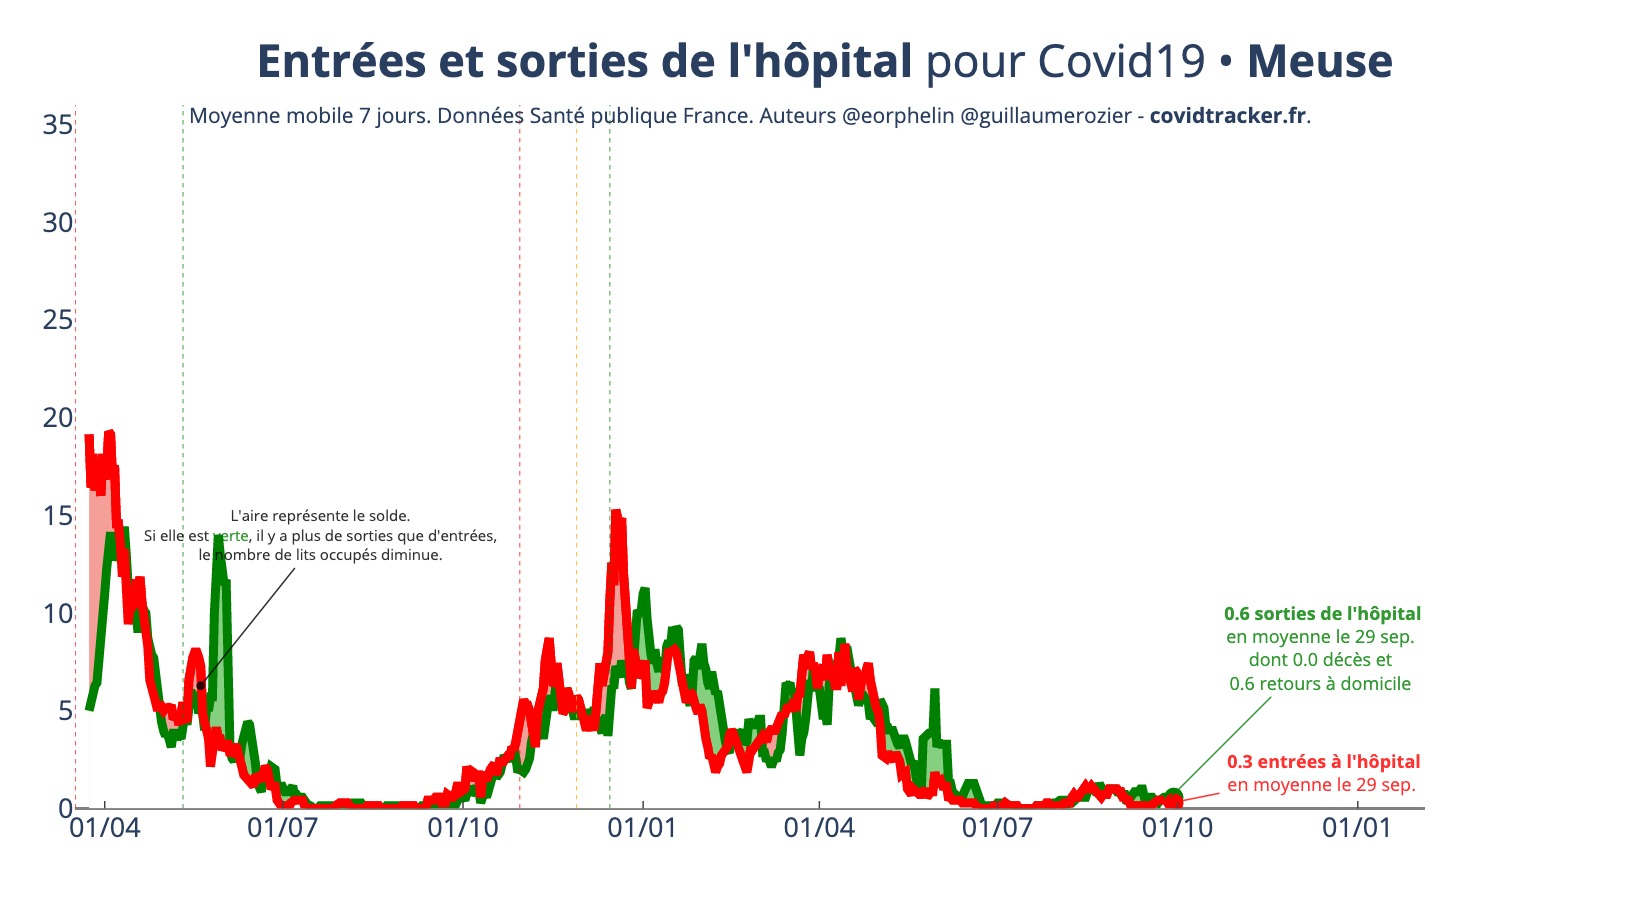 Entrées et sorties de l'hôpital pour Covid19 • Meuse
Moyenne mobile 7 jours. Données Santé publique France. Auteurs @eorphelin @guillaumerozier - covidtracker.fr.
35
30
25
20
15
10
5
0
L'aire représente le solde.
Si elle est verte, il y a plus de sorties que d'entrées,
le nombre de lits occupés diminue.
0.6 sorties de l'hôpital
en moyenne le 29 sep.
dont 0.0 décès et
0.6 retours à domicile
0.3 entrées à l'hôpital
en moyenne le 29 sep.
01/04 01/07 01/10 01/01 01/04 01/07 01/10 01/01